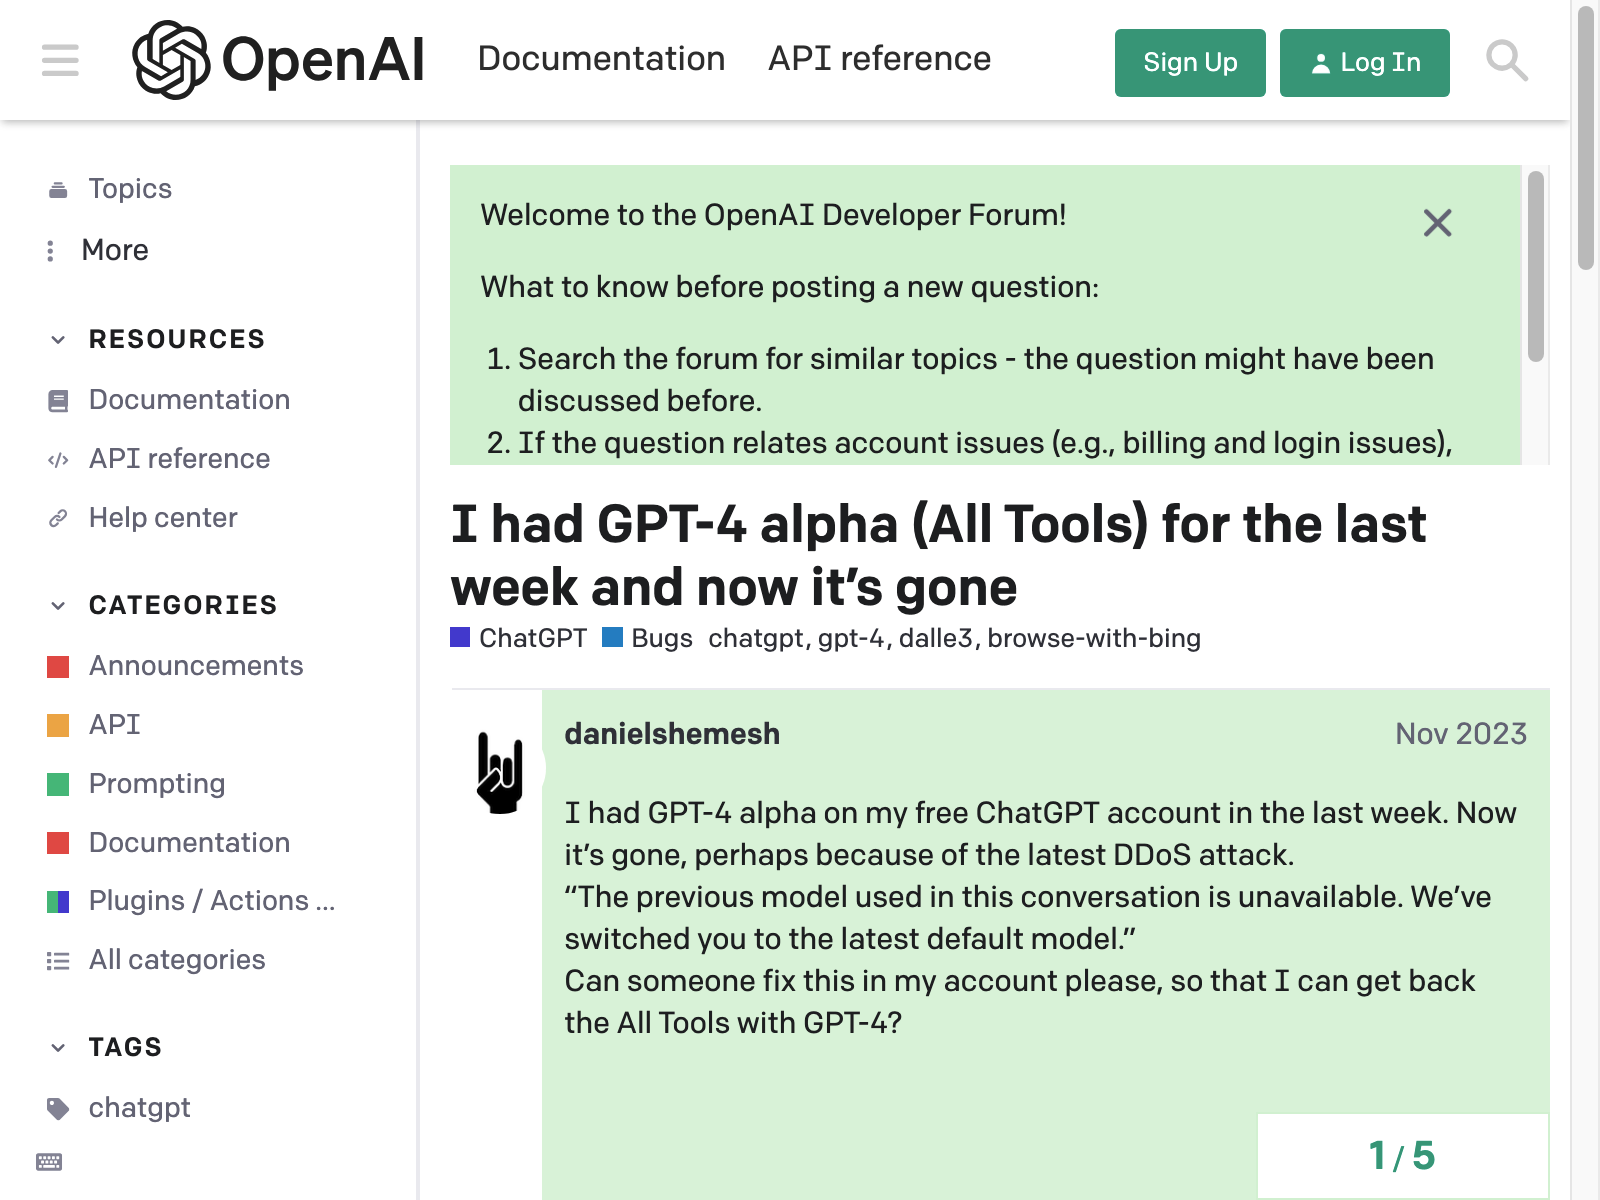 OpenAI
Documentation
API reference
Sign Up
Log In
Topics
More
RESOURCES
Documentation
API reference
Help center
CATEGORIES
Announcements
API
Prompting
Documentation
Plugins / Actions ...
All categories
TAGS
chatgpt
Welcome to the OpenAI Developer Forum!
What to know before posting a new question:
1. Search the forum for similar topics - the question might have been
discussed before.
2. If the question relates account issues (e.g., billing and login issues),
I had GPT-4 alpha (All Tools) for the last
week and now it’s gone
ChatGPT Bugs chatgpt, gpt-4, dalle3, browse-with-bing
danielshemesh
Nov 2023
I had GPT-4 alpha on my free ChatGPT account in the last week. Now
it’s gone, perhaps because of the latest DDoS attack.
“The previous model used in this conversation is unavailable. We’ve
switched you to the latest default model.”
Can someone fix this in my account please, so that I can get back
the All Tools with GPT-4?
1 / 5